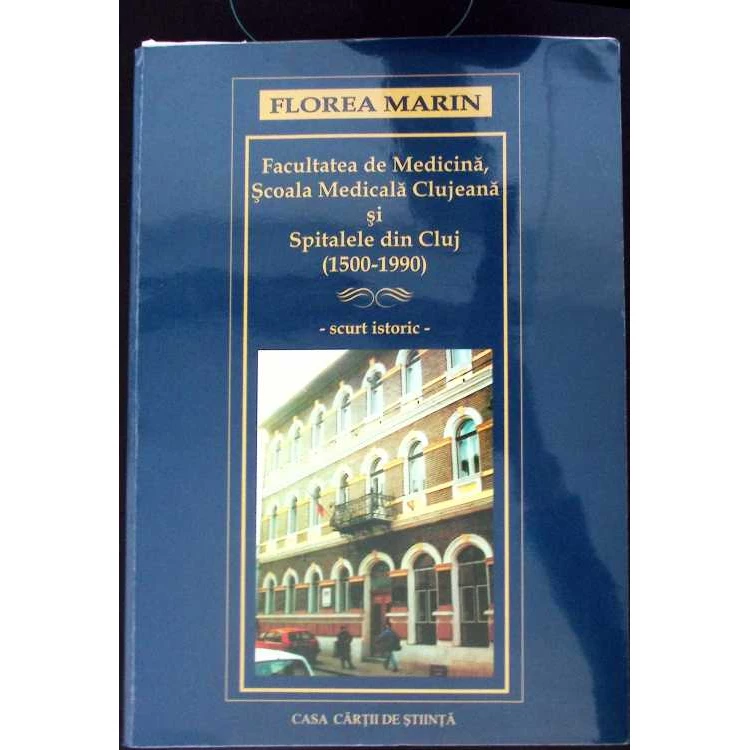 FLOREA MARIN
Facultatea de Medicină,
Şcoala Medicală Clujeană
şi
Spitalele din Cluj
(1500-1990)
- scurt istoric -
CASA CĂRŢII DE ŞTIINŢĂ